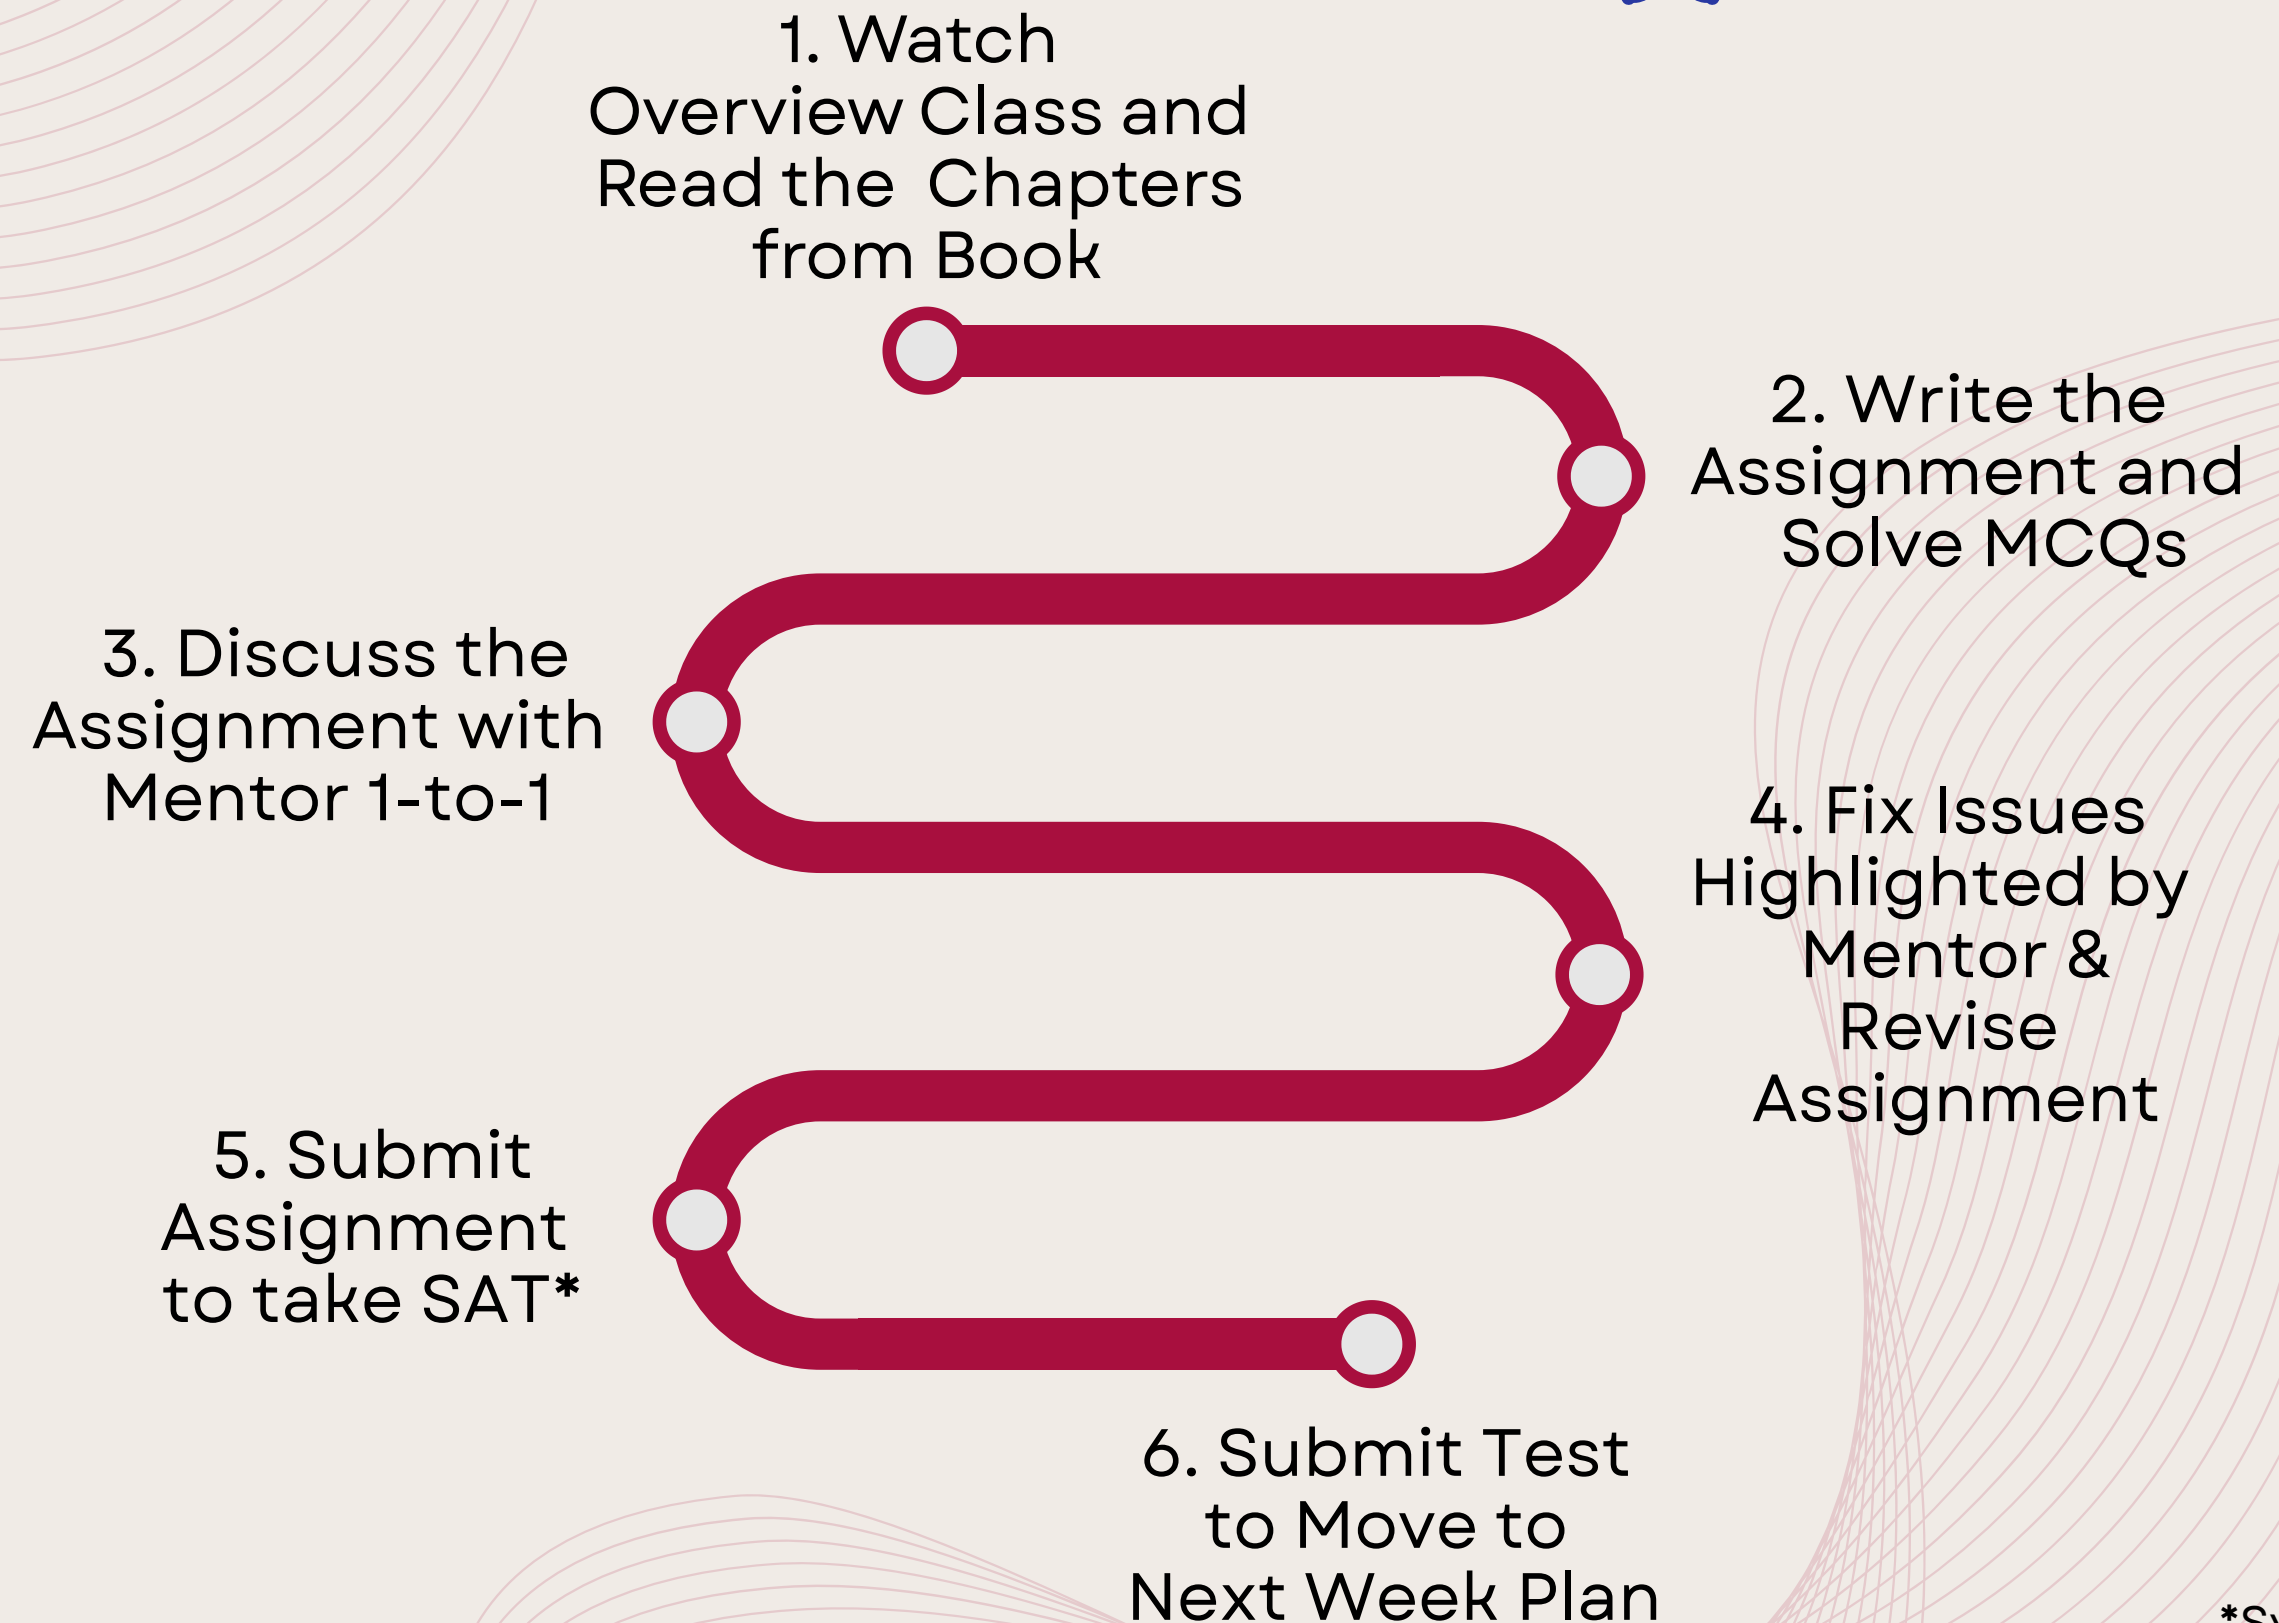 1. Watch
Overview Class and
Read the Chapters
from Book
2. Write the
Assignment and
Solve MCQs
3. Discuss the
Assignment with
Mentor 1-to-1
4. Fix Issues
Highlighted by
Mentor &
Revise
Assignment
5. Submit
Assignment
to take SAT*
6. Submit Test
to Move to
Next Week Plan